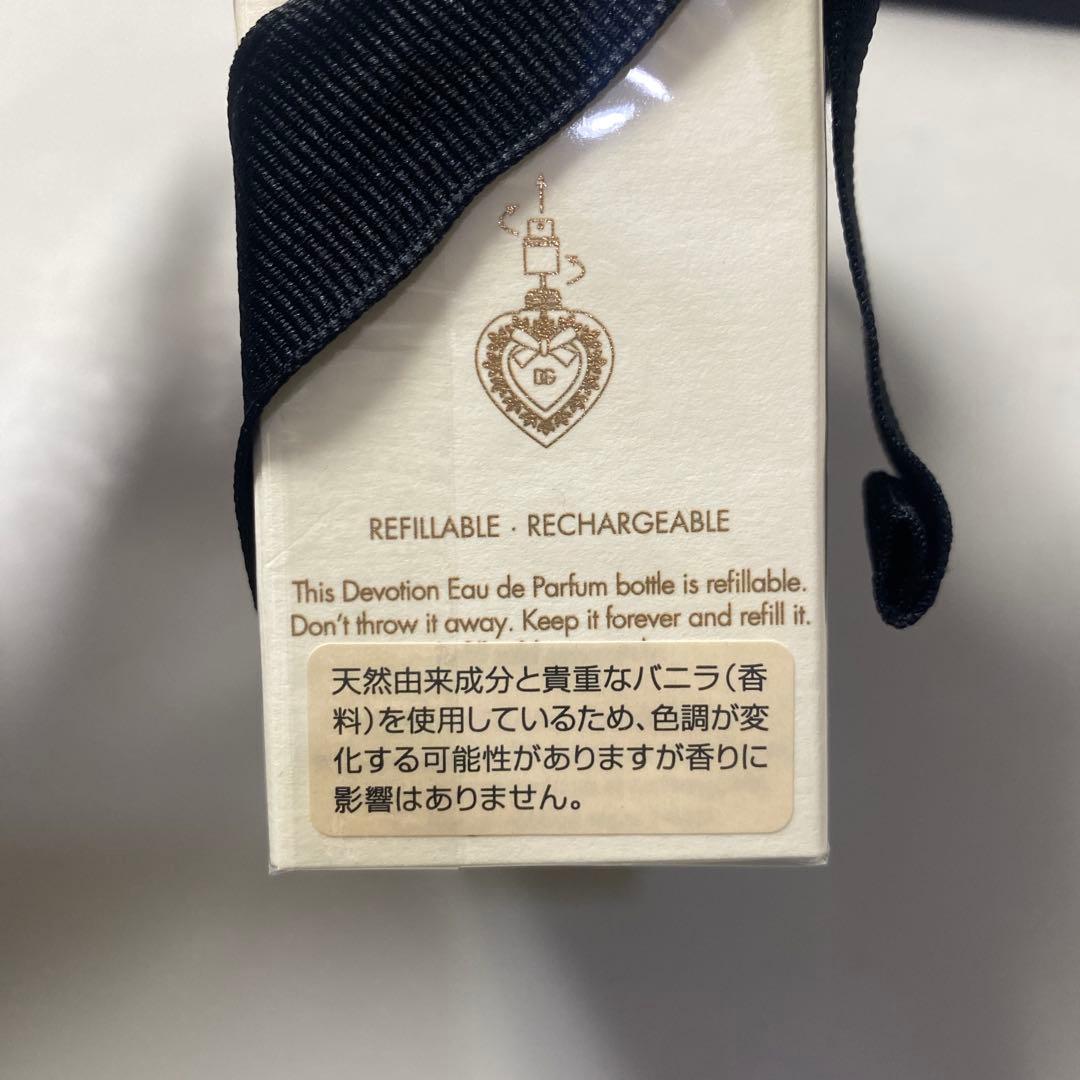 DG
REFILLABLE · RECHARGEABLE
This Devotion Eau de Parfum bottle is refillable.
Don't throw it away. Keep it forever and refill it.
天然由来成分と貴重なバニラ(香
料)を使用しているため、色調が変
化する可能性がありますが香りに
影響はありません。